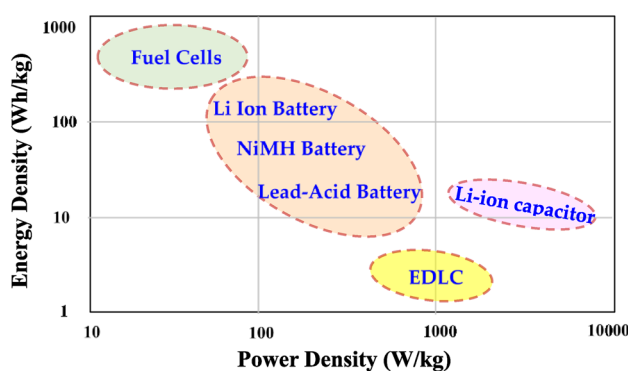 Energy Density (Wh/kg)
1000
100
10
1
Fuel Cells
Li Ion Battery
NiMH Battery
Lead-Acid Battery
Li-ion capacitor
EDLC
10
100
1000
10000
Power Density (W/kg)